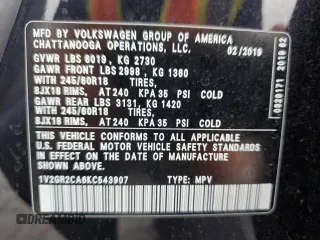 MFD. BY VOLKSWAGEN GROUP OF AMERICA
CHATTANOOGA OPERATIONS, LLC. 02/2019
GVWR LBS 6019, KG 2730
GAWR FRONT LBS 2998, KG 1360
WITH 245/60R18 TIRES,
8JX18 RIMS, AT 240 KPA 35 PSI COLD
GAWR REAR LBS 3131, KG 1420
WITH 245/60R18 TIRES,
8JX18 RIMS, AT 240 KPA 35 PSI COLD
THIS VEHICLE CONFORMS TO ALL APPLICABLE
U.S. FEDERAL MOTOR VEHICLE SAFETY STANDARDS
IN EFFECT ON THE DATE OF MANUFACTURE
SHOWN ABOVE.
1V2GR2CA6KC543907 TYPE: MPV
2019 02